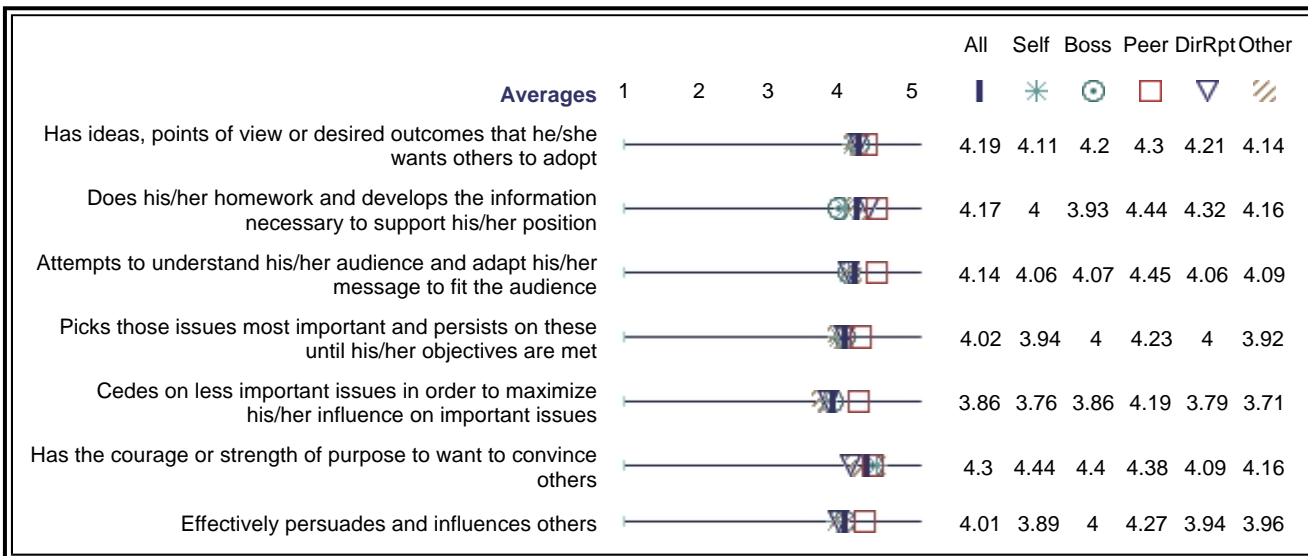 All Self Boss Peer DirRpt Other
Averages 1 2 3 4 5
Has ideas, points of view or desired outcomes that he/she
wants others to adopt
4.19 4.11 4.2 4.3 4.21 4.14
Does his/her homework and develops the information
necessary to support his/her position
4.17 4 3.93 4.44 4.32 4.16
Attempts to understand his/her audience and adapt his/her
message to fit the audience
4.14 4.06 4.07 4.45 4.06 4.09
Picks those issues most important and persists on these
until his/her objectives are met
4.02 3.94 4 4.23 4 3.92
Cedes on less important issues in order to maximize
his/her influence on important issues
3.86 3.76 3.86 4.19 3.79 3.71
Has the courage or strength of purpose to want to convince
others
4.3 4.44 4.4 4.38 4.09 4.16
Effectively persuades and influences others
4.01 3.89 4 4.27 3.94 3.96